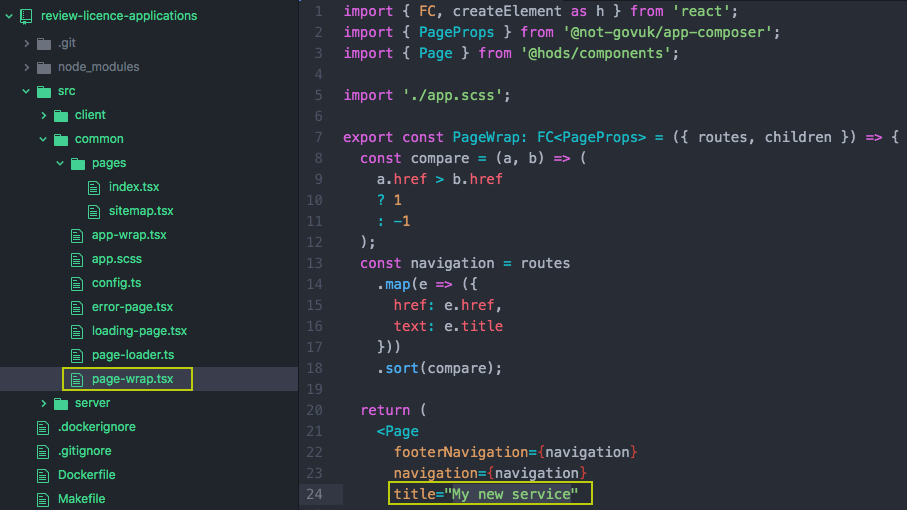 review-licence-applications
.git
node_modules
src
client
common
pages
index.tsx
sitemap.tsx
app-wrap.tsx
app.scss
config.ts
error-page.tsx
loading-page.tsx
page-loader.ts
page-wrap.tsx
server
.dockerignore
.gitignore
Dockerfile
Makefile
1 import { FC, createElement as h } from 'react';
2 import { PageProps } from '@not-govuk/app-composer';
3 import { Page } from '@hods/components';
4
5 import './app.scss';
6
7 export const PageWrap: FC<PageProps> = ({ routes, children }) => {
8 const compare = (a, b) => (
9 a.href > b.href
10 ? 1
11 : -1
12 );
13 const navigation = routes
14 .map(e => ({
15 href: e.href,
16 text: e.title
17 }))
18 .sort(compare);
19
20 return (
21 <Page
22 footerNavigation={navigation}
23 navigation={navigation}
24 title="My new service"